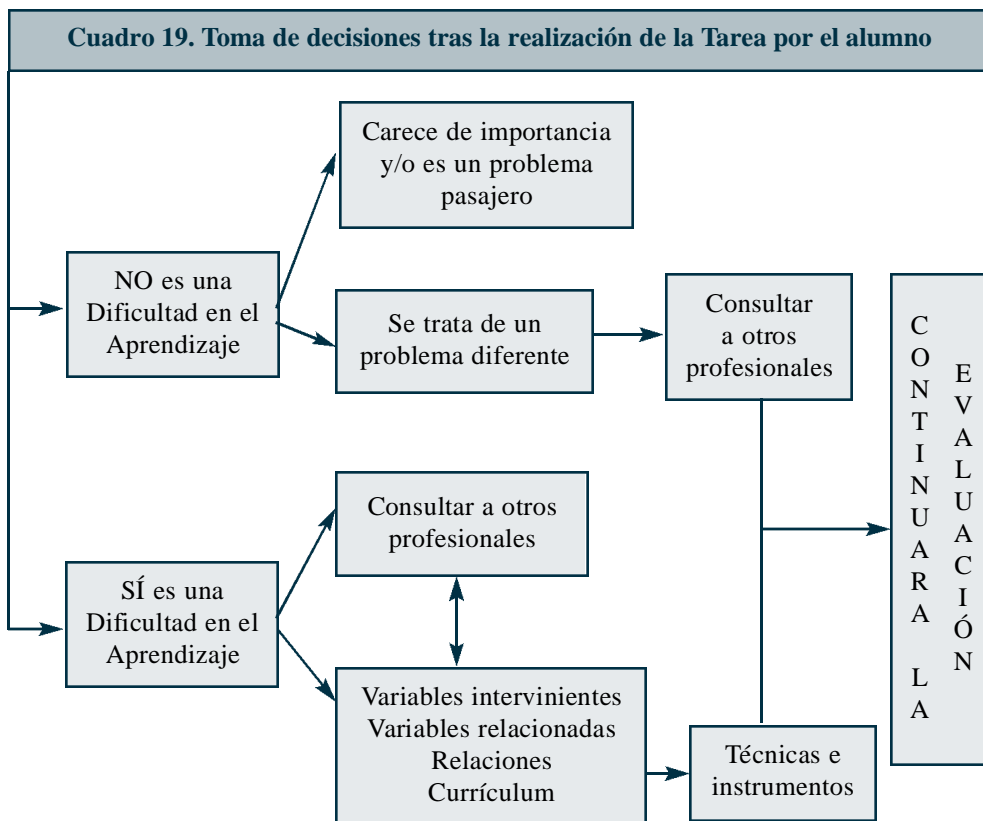 Cuadro 19. Toma de decisiones tras la realización de la Tarea por el alumno
Carece de importancia
y/o es un problema
pasajero
NO es una
Dificultad en el
Aprendizaje
Se trata de un
problema diferente
Consultar
a otros
profesionales
CONTINUARA LA
EVALUACIÓN
Consultar a otros
profesionales
SÍ es una
Dificultad en el
Aprendizaje
Variables intervinientes
Variables relacionadas
Relaciones
Currículum
Técnicas e
instrumentos